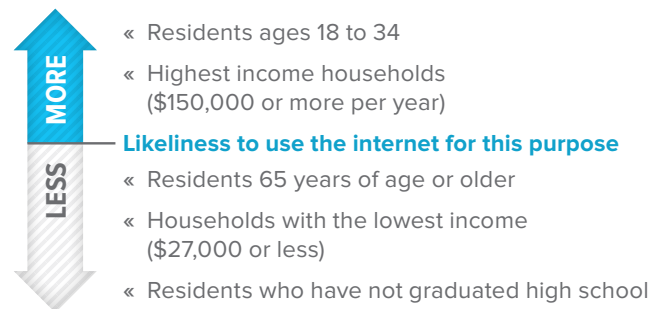 MORE
« Residents ages 18 to 34
« Highest income households
($150,000 or more per year)
Likeliness to use the internet for this purpose
LESS
« Residents 65 years of age or older
« Households with the lowest income
($27,000 or less)
« Residents who have not graduated high school